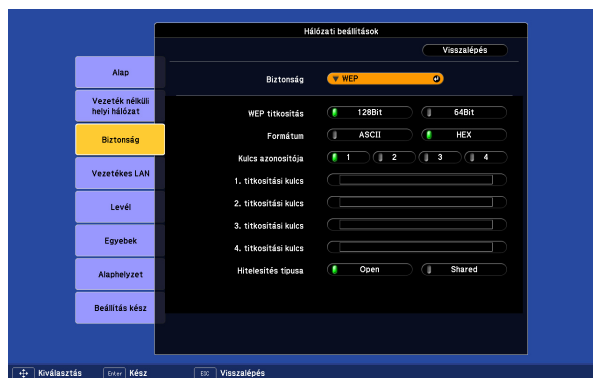 Hálózati beállítások
Visszalépés
Alap
Vezeték nélküli
helyi hálózat
Biztonság
Vezetékes LAN
Levél
Egyebek
Alaphelyzet
Beállítás kész
Biztonság WEP
WEP titkosítás 128Bit 64Bit
Formátum ASCII HEX
Kulcs azonosítója 1 2 3 4
1. titkosítási kulcs
2. titkosítási kulcs
3. titkosítási kulcs
4. titkosítási kulcs
Hitelesítés típusa Open Shared
Kiválasztás Enter Kész ESC Visszalépés